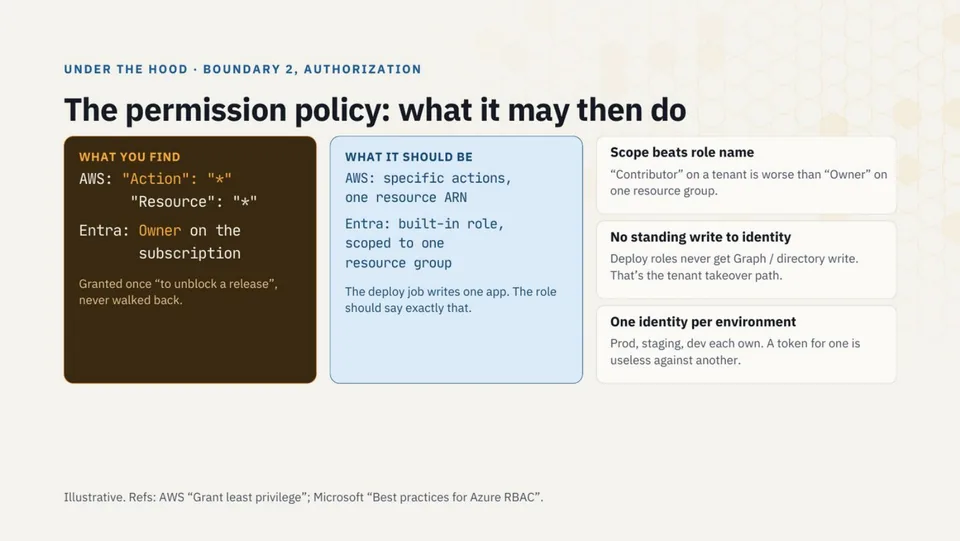 UNDER THE HOOD · BOUNDARY 2, AUTHORIZATION
The permission policy: what it may then do
WHAT YOU FIND
AWS: "Action": "*"
"Resource": "*"
Entra: Owner on the
subscription
Granted once “to unblock a release”,
never walked back.
WHAT IT SHOULD BE
AWS: specific actions,
one resource ARN
Entra: built-in role,
scoped to one
resource group
The deploy job writes one app. The role
should say exactly that.
Scope beats role name
“Contributor” on a tenant is worse than “Owner” on
one resource group.
No standing write to identity
Deploy roles never get Graph / directory write.
That’s the tenant takeover path.
One identity per environment
Prod, staging, dev each own. A token for one is
useless against another.
Illustrative. Refs: AWS “Grant least privilege”; Microsoft “Best practices for Azure RBAC”.